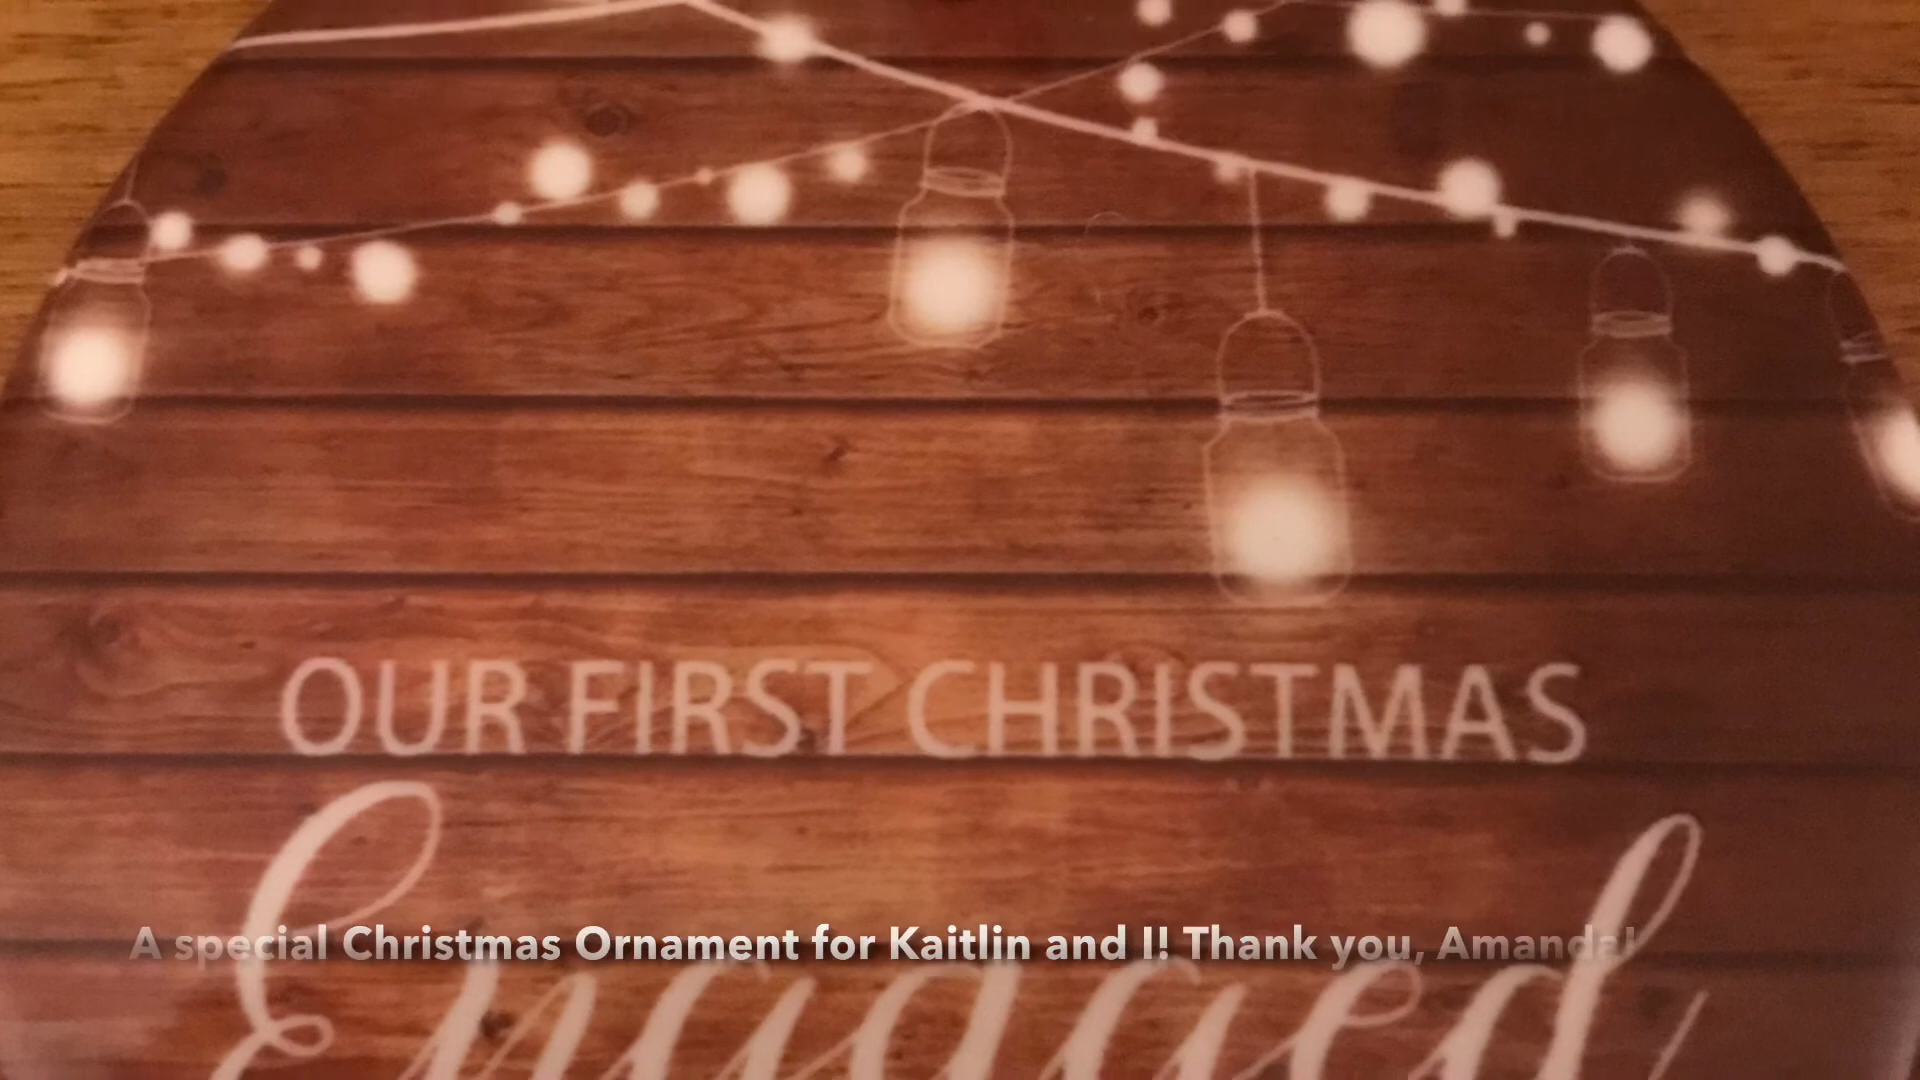 OUR FIRST CHRISTMAS
Engaged
A special Christmas Ornament for Kaitlin and I! Thank you, Amanda!